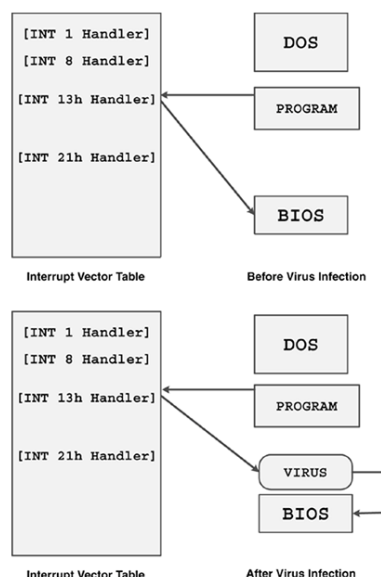 [INT 1 Handler]
[INT 8 Handler]
[INT 13h Handler]
[INT 21h Handler]
DOS
PROGRAM
BIOS
Interrupt Vector Table
Before Virus Infection
[INT 1 Handler]
[INT 8 Handler]
[INT 13h Handler]
[INT 21h Handler]
DOS
PROGRAM
VIRUS
BIOS
Interrupt Vector Table
After Virus Infection